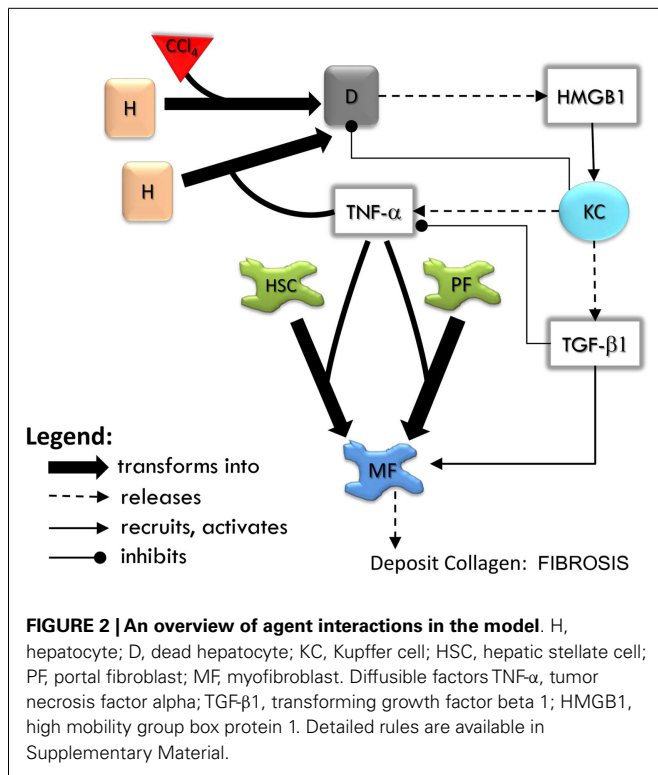 CCl₄
H
D
HMGB1
H
TNF-α
KC
HSC
PF
TGF-β1
MF
Legend:
transforms into
releases
recruits, activates
inhibits
Deposit Collagen: FIBROSIS
FIGURE 2 | An overview of agent interactions in the model. H,
hepatocyte; D, dead hepatocyte; KC, Kupffer cell; HSC, hepatic stellate cell;
PF, portal fibroblast; MF, myofibroblast. Diffusible factors TNF-α, tumor
necrosis factor alpha; TGF-β1, transforming growth factor beta 1; HMGB1,
high mobility group box protein 1. Detailed rules are available in
Supplementary Material.